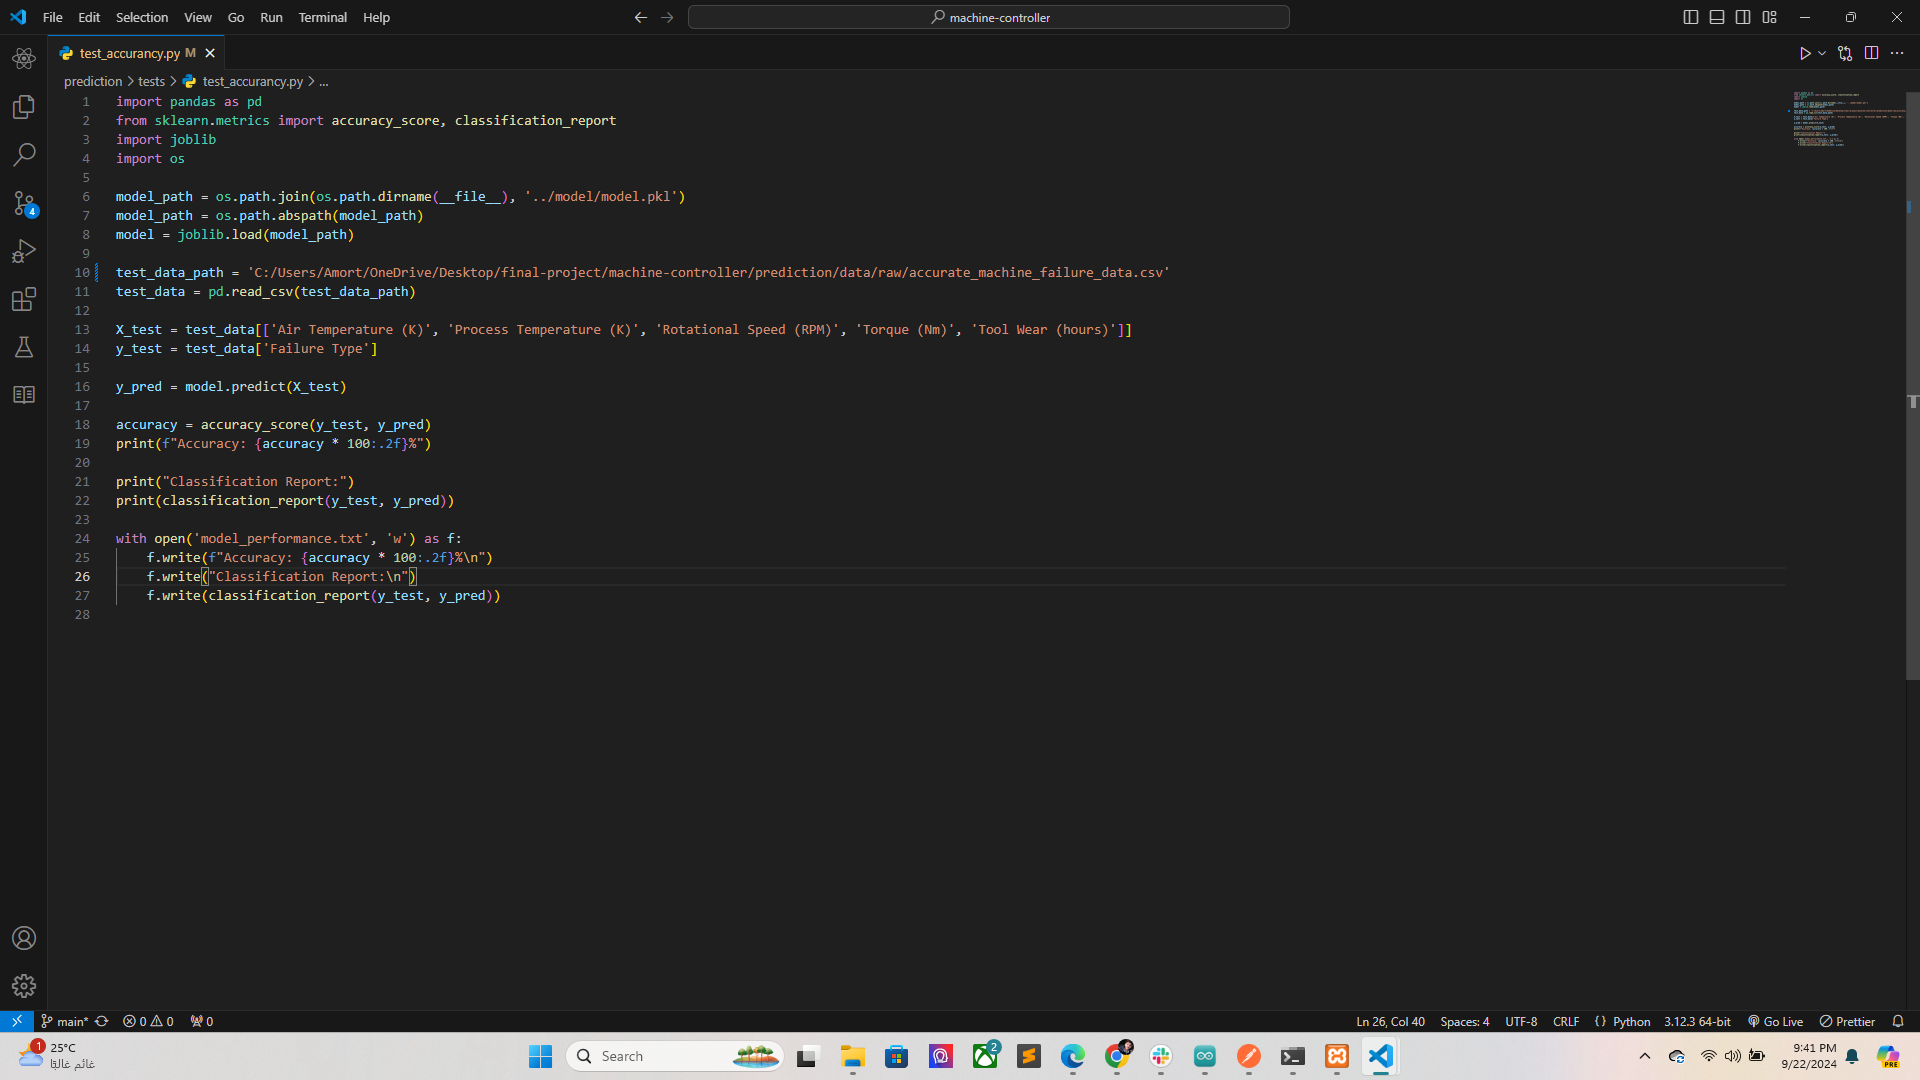 File Edit Selection View Go Run Terminal Help
machine-controller
test_accurancy.py M
prediction > tests > test_accurancy.py > ...
1 import pandas as pd
2 from sklearn.metrics import accuracy_score, classification_report
3 import joblib
4 import os
5
6 model_path = os.path.join(os.path.dirname(__file__), '../model/model.pkl')
7 model_path = os.path.abspath(model_path)
8 model = joblib.load(model_path)
9
10 test_data_path = 'C:/Users/Amort/OneDrive/Desktop/final-project/machine-controller/prediction/data/raw/accurate_machine_failure_data.csv'
11 test_data = pd.read_csv(test_data_path)
12
13 X_test = test_data[['Air Temperature (K)', 'Process Temperature (K)', 'Rotational Speed (RPM)', 'Torque (Nm)', 'Tool Wear (hours)']]
14 y_test = test_data['Failure Type']
15
16 y_pred = model.predict(X_test)
17
18 accuracy = accuracy_score(y_test, y_pred)
19 print(f"Accuracy: {accuracy * 100:.2f}%")
20
21 print("Classification Report:")
22 print(classification_report(y_test, y_pred))
23
24 with open('model_performance.txt', 'w') as f:
25     f.write(f"Accuracy: {accuracy * 100:.2f}%\n")
26     f.write("Classification Report:\n")
27     f.write(classification_report(y_test, y_pred))
28
4
main* 0 0 0
Ln 26, Col 40 Spaces: 4 UTF-8 CRLF {} Python 3.12.3 64-bit Go Live Prettier
1
25°C
غائم غالبًا
Search
2
9:41 PM
9/22/2024
PRE